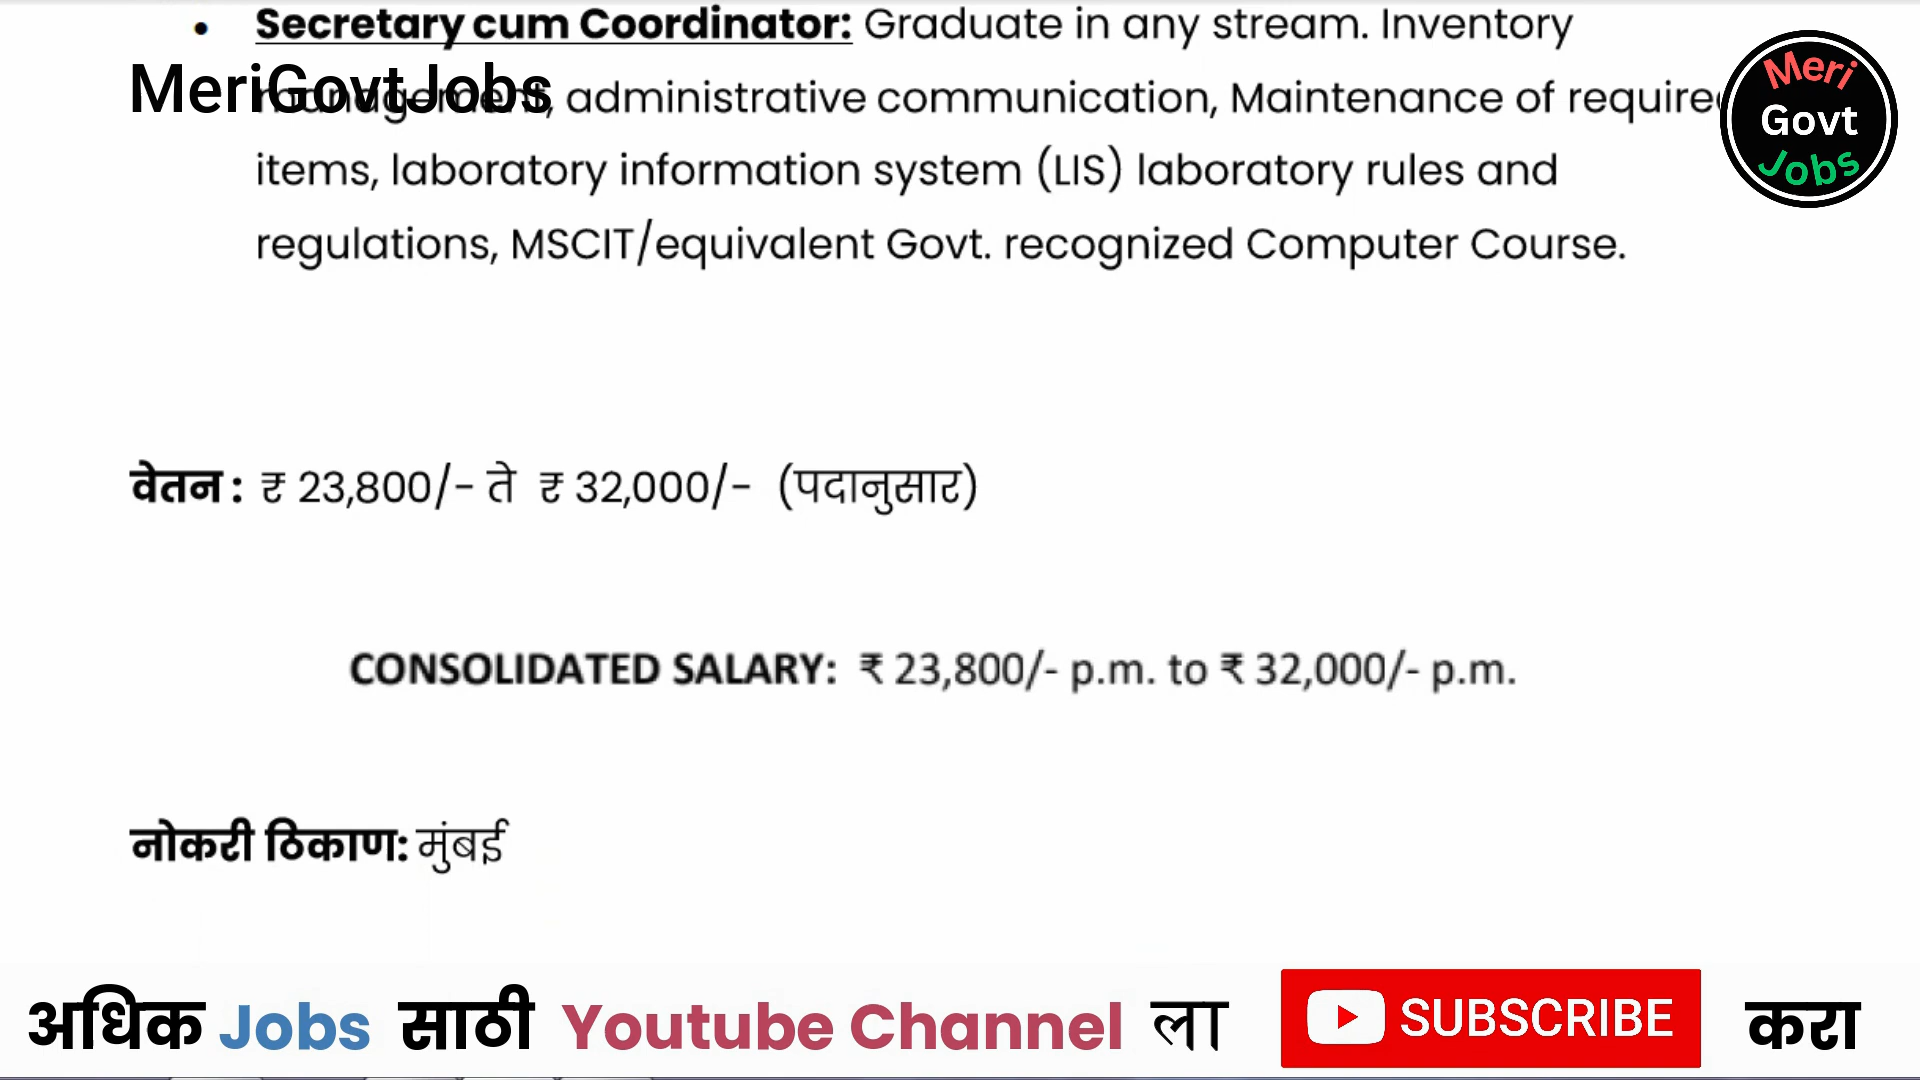 • Secretary cum Coordinator: Graduate in any stream. Inventory
MeriGovtJobs
management, administrative communication, Maintenance of required
items, laboratory information system (LIS) laboratory rules and
regulations, MSCIT/equivalent Govt. recognized Computer Course.
Meri
Govt
Jobs
वेतन : ₹ 23,800/- ते ₹ 32,000/- (पदानुसार)
CONSOLIDATED SALARY: ₹ 23,800/- p.m. to ₹ 32,000/- p.m.
नोकरी ठिकाण: मुंबई
अधिक Jobs साठी Youtube Channel ला SUBSCRIBE करा